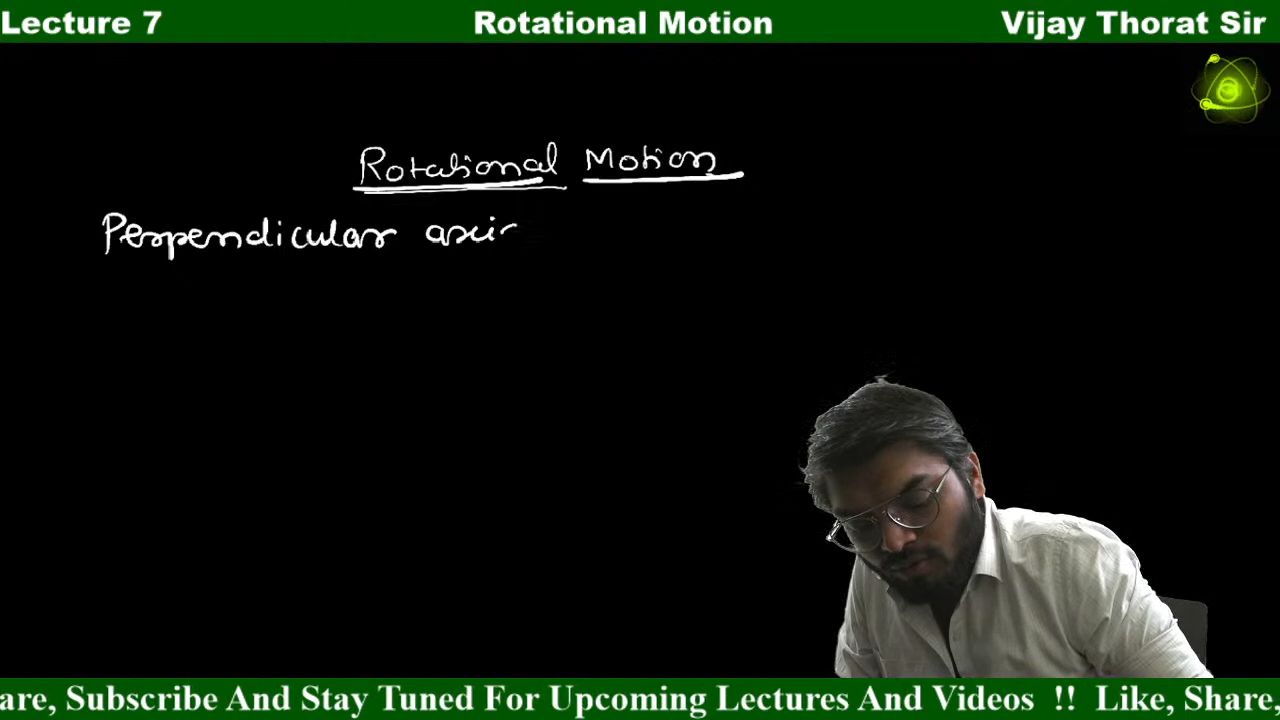 Lecture 7 Rotational Motion Vijay Thorat Sir
Rotational Motion
Perpendicular axi
are, Subscribe And Stay Tuned For Upcoming Lectures And Videos !! Like, Share,